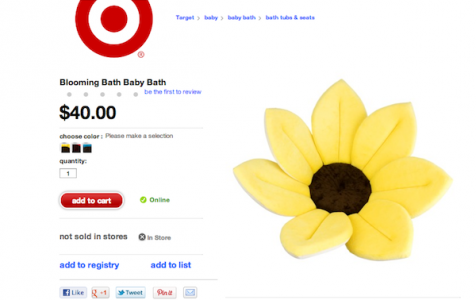 Target > baby > baby bath > bath tubs & seats
Blooming Bath Baby Bath
be the first to review
$40.00
choose color : Please make a selection
quantity:
1
add to cart
Online
not sold in stores
In Store
add to registry
add to list
Like
+1
Tweet
Pin it